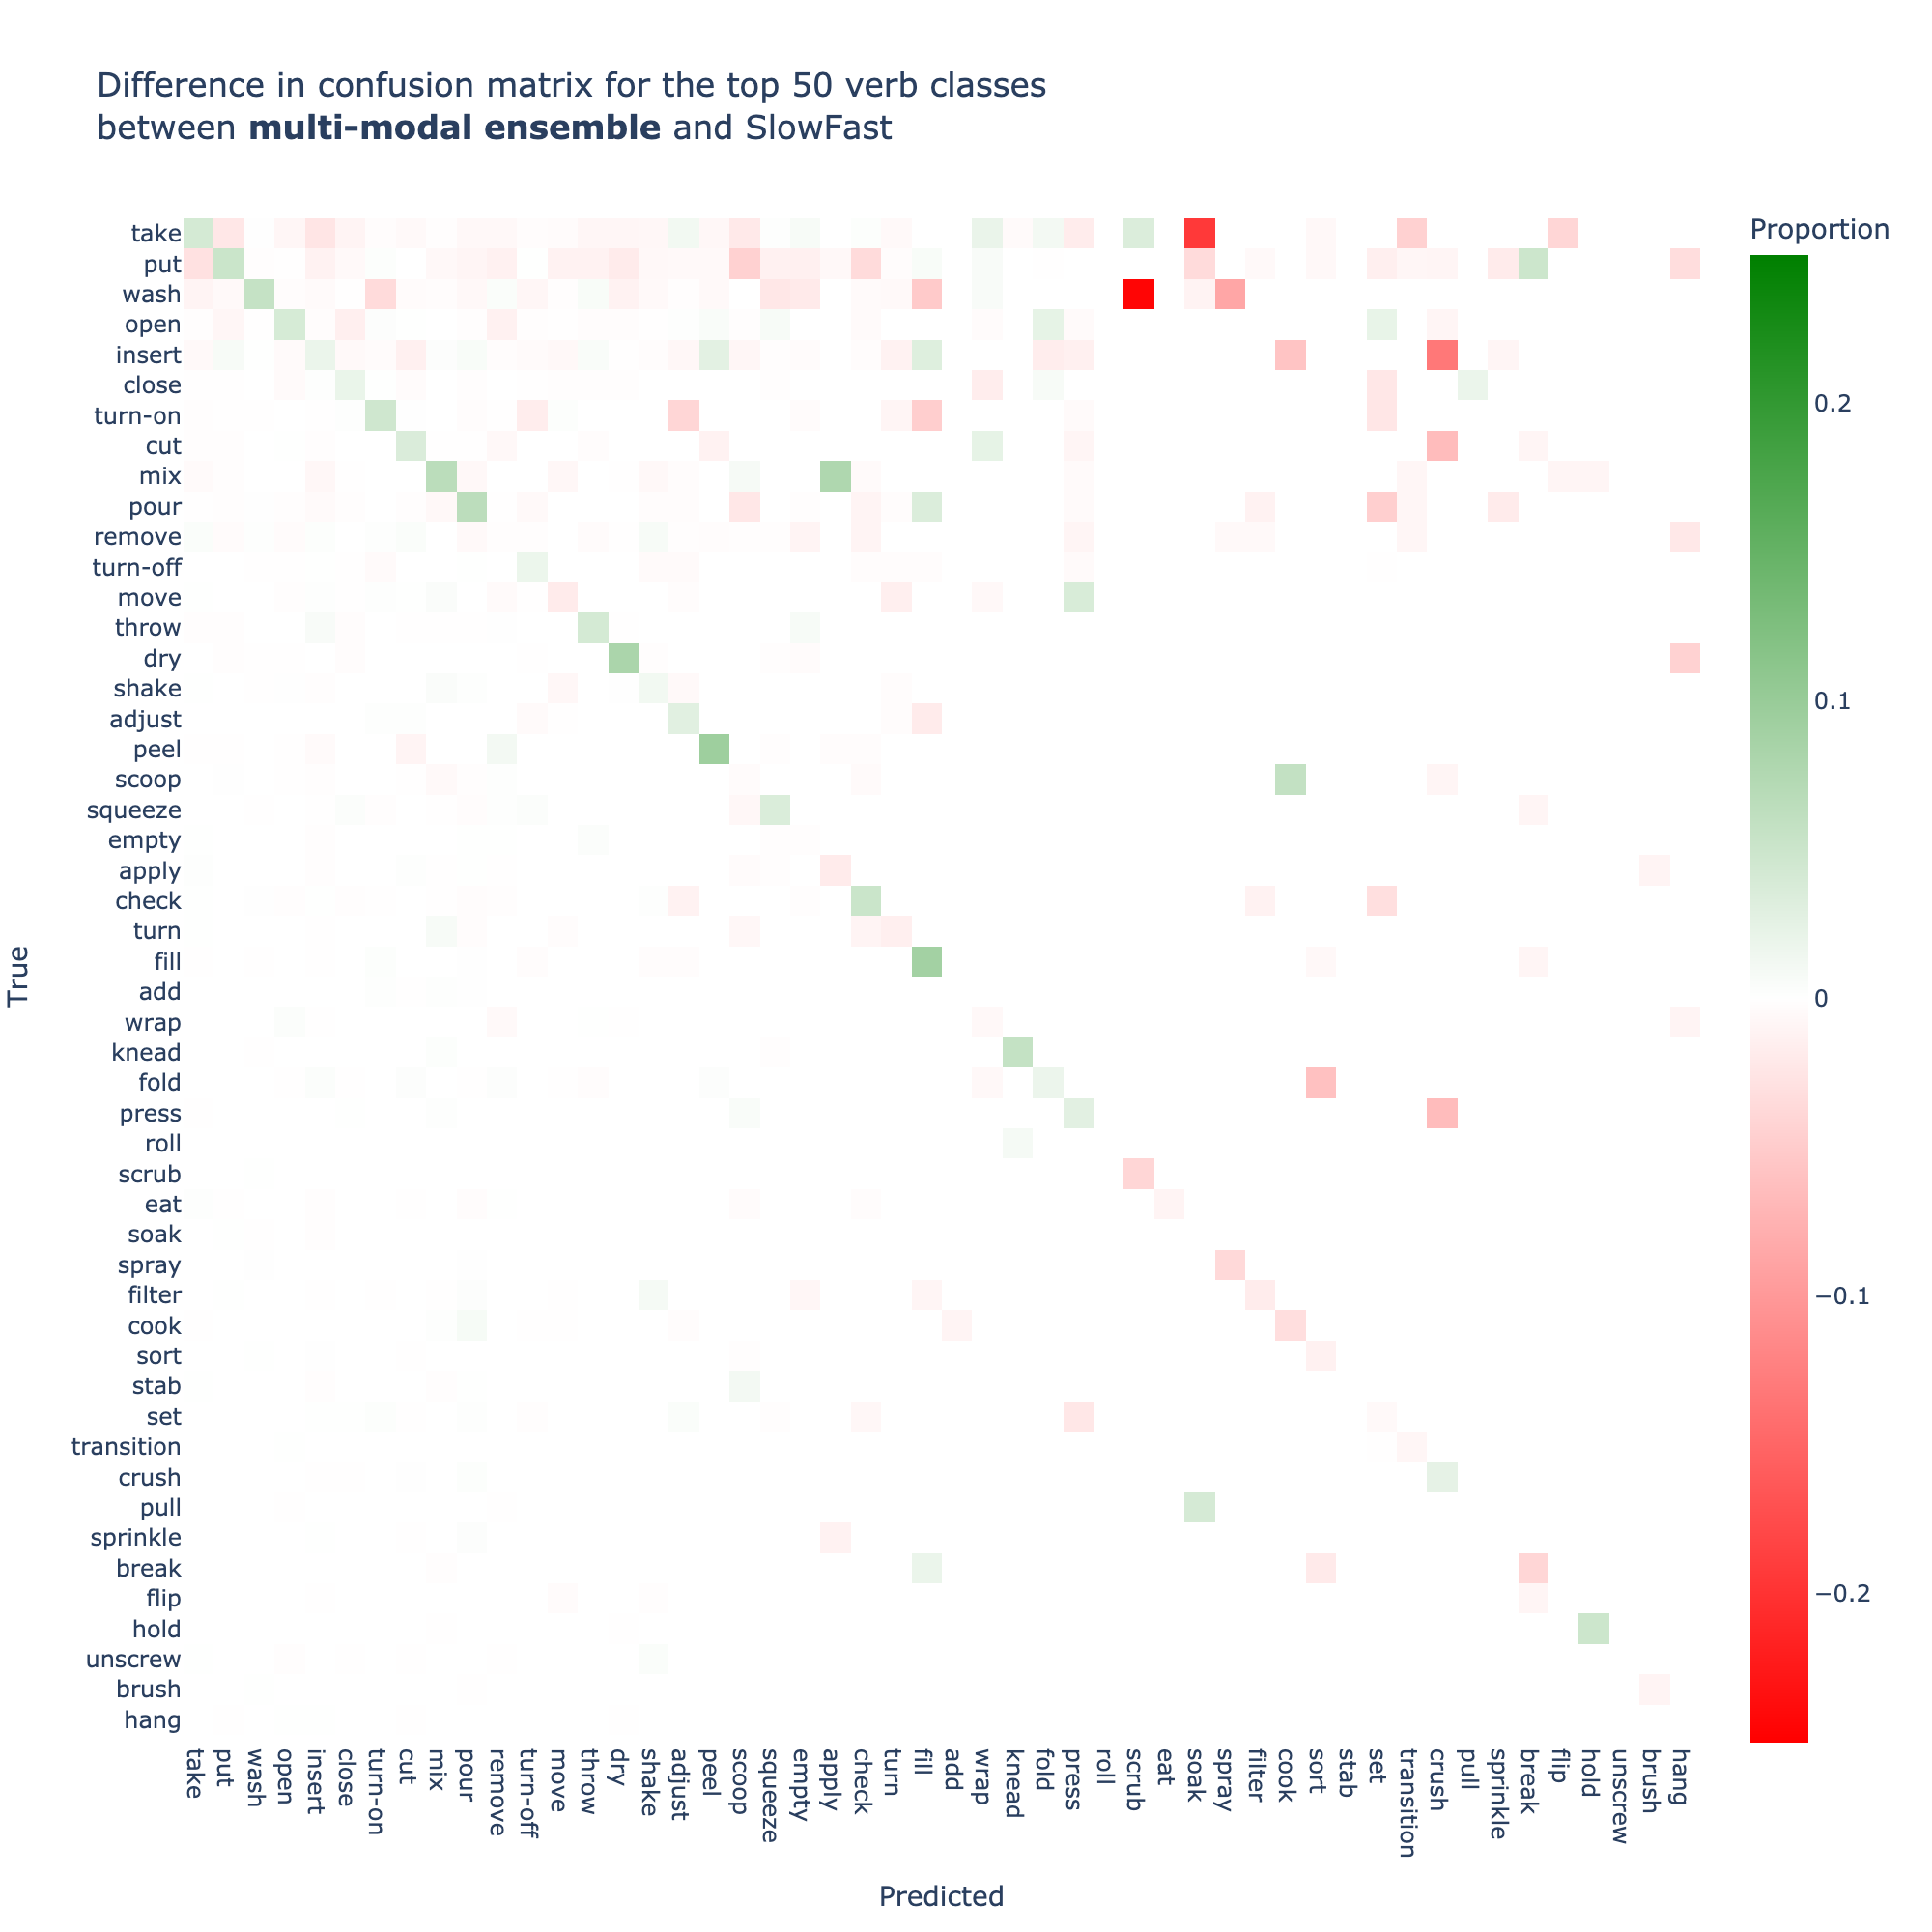 Difference in confusion matrix for the top 50 verb classes
between multi-modal ensemble and SlowFast
Proportion
take
put
wash
open
insert
close
turn-on
cut
mix
pour
remove
turn-off
move
throw
dry
shake
adjust
peel
scoop
squeeze
empty
apply
check
turn
fill
add
wrap
knead
fold
press
roll
scrub
eat
soak
spray
filter
cook
sort
stab
set
transition
crush
pull
sprinkle
break
flip
hold
unscrew
brush
hang
True
take
put
wash
open
insert
close
turn-on
cut
mix
pour
remove
turn-off
move
throw
dry
shake
adjust
peel
scoop
squeeze
empty
apply
check
turn
fill
add
wrap
knead
fold
press
roll
scrub
eat
soak
spray
filter
cook
sort
stab
set
transition
crush
pull
sprinkle
break
flip
hold
unscrew
brush
hang
Predicted
0.2
0.1
0
−0.1
−0.2